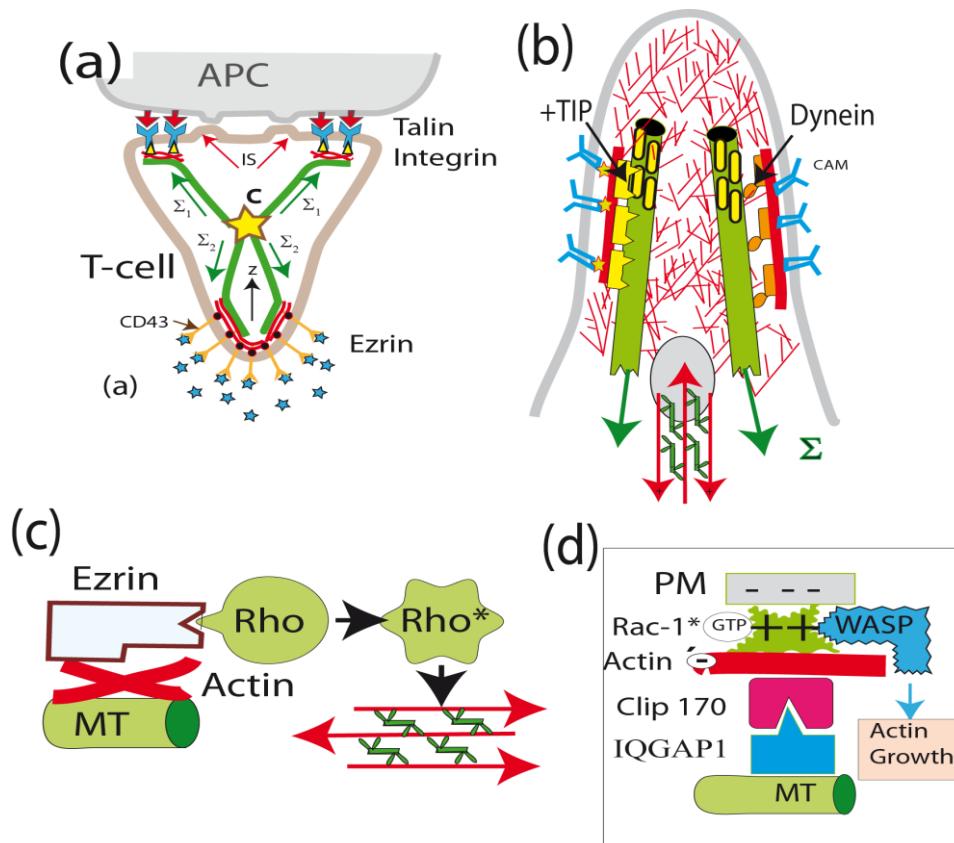 (a)
APC
Talin
Integrin
IS
C
Σ1
Σ1
Σ2
Σ2
z
T-cell
CD43
Ezrin
(a)
(b)
+TIP
Dynein
CAM
Σ
(c)
Ezrin
Rho
Rho*
Actin
MT
(d)
PM
- - -
Rac-1*
GTP
++
WASP
Actin
-
Clip 170
IQGAP1
Actin
Growth
MT